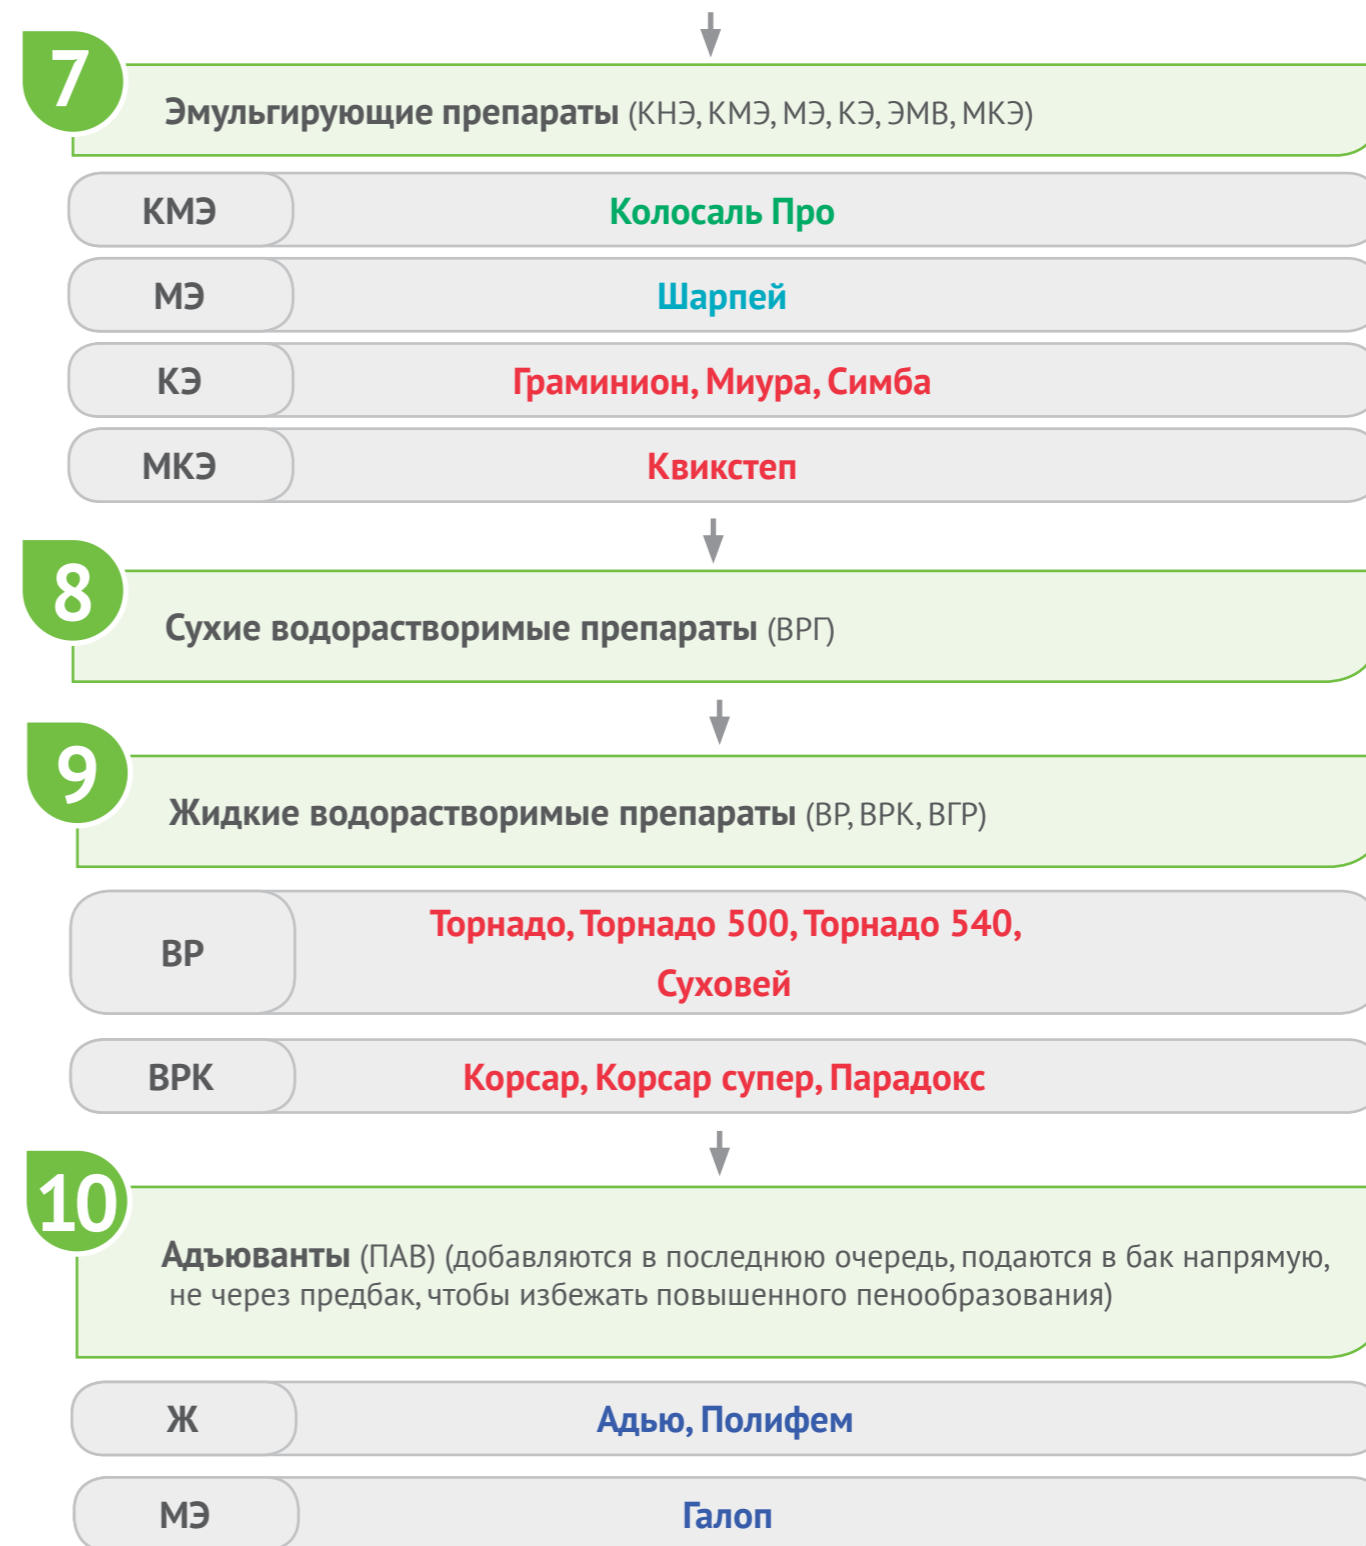 7
Эмульгирующие препараты (КНЭ, КМЭ, МЭ, КЭ, ЭМВ, МКЭ)
КМЭ Колосаль Про
МЭ Шарпей
КЭ Граминион, Миура, Симба
МКЭ Квикстеп
8
Сухие водорастворимые препараты (ВРГ)
9
Жидкие водорастворимые препараты (ВР, ВРК, ВГР)
ВР Торнадо, Торнадо 500, Торнадо 540,
Суховей
ВРК Корсар, Корсар супер, Парадокс
10
Адъюванты (ПАВ) (добавляются в последнюю очередь, подаются в бак напрямую,
не через предбак, чтобы избежать повышенного пенообразования)
Ж Адью, Полифем
МЭ Галоп